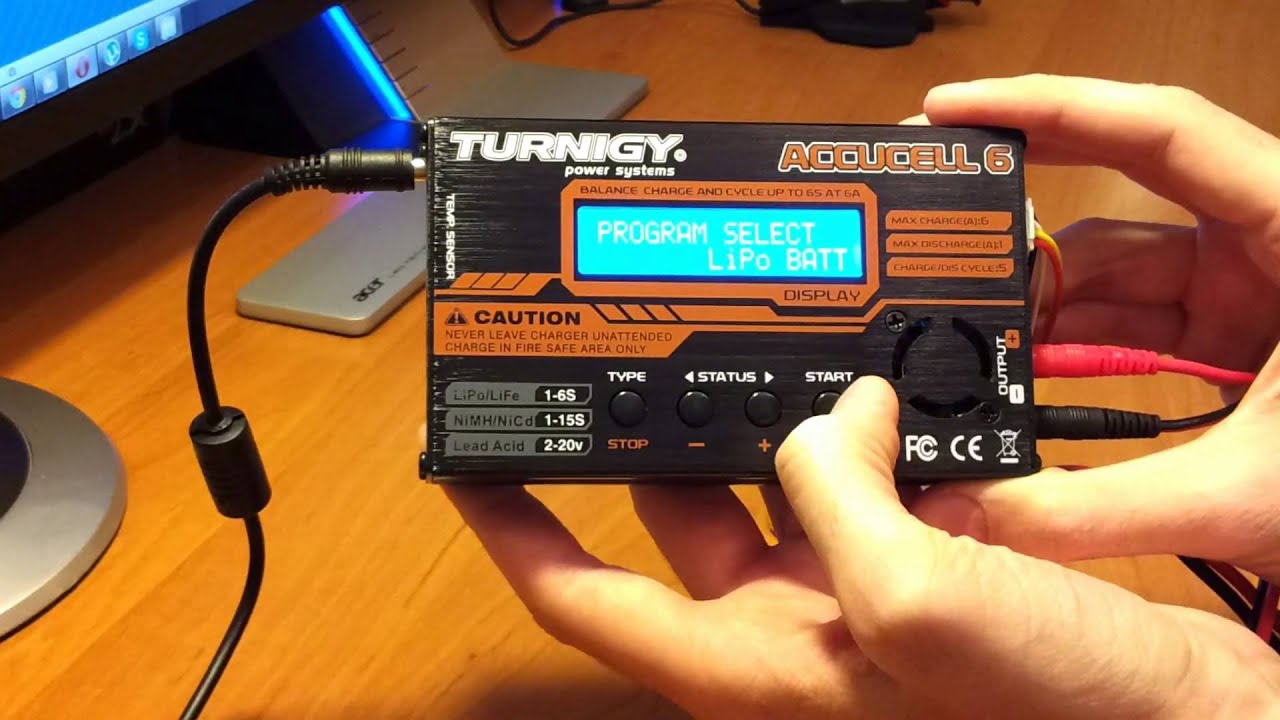 TURNIGY®
power systems
ACCUCELL 6
BALANCE CHARGE AND CYCLE UP TO 6S AT 6A
PROGRAM SELECT
LiPo BATT
MAX CHARGE(A):6
MAX DISCHARGE(A):1
CHARGE/DIS CYCLE:5
DISPLAY
TEMP SENSOR
acer
CAUTION
NEVER LEAVE CHARGER UNATTENDED
CHARGE IN FIRE SAFE AREA ONLY
TYPE
◀ STATUS ▶
START
STOP
−
+
LiPo/LiFe 1-6S
NiMH/NiCd 1-15S
Lead Acid 2-20v
OUTPUT
+
−
FC CE